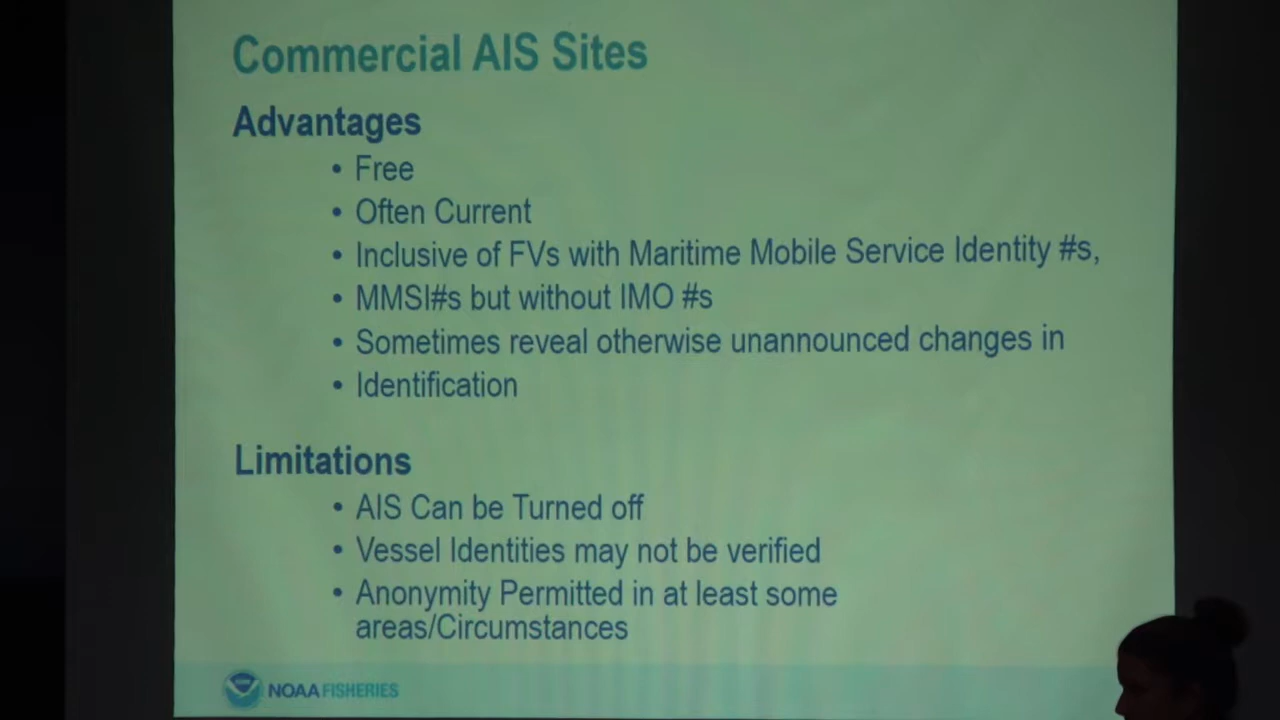 Commercial AIS Sites
Advantages
• Free
• Often Current
• Inclusive of FVs with Maritime Mobile Service Identity #s,
• MMSI#s but without IMO #s
• Sometimes reveal otherwise unannounced changes in
• Identification
Limitations
• AIS Can be Turned off
• Vessel Identities may not be verified
• Anonymity Permitted in at least some
areas/Circumstances
NOAA FISHERIES